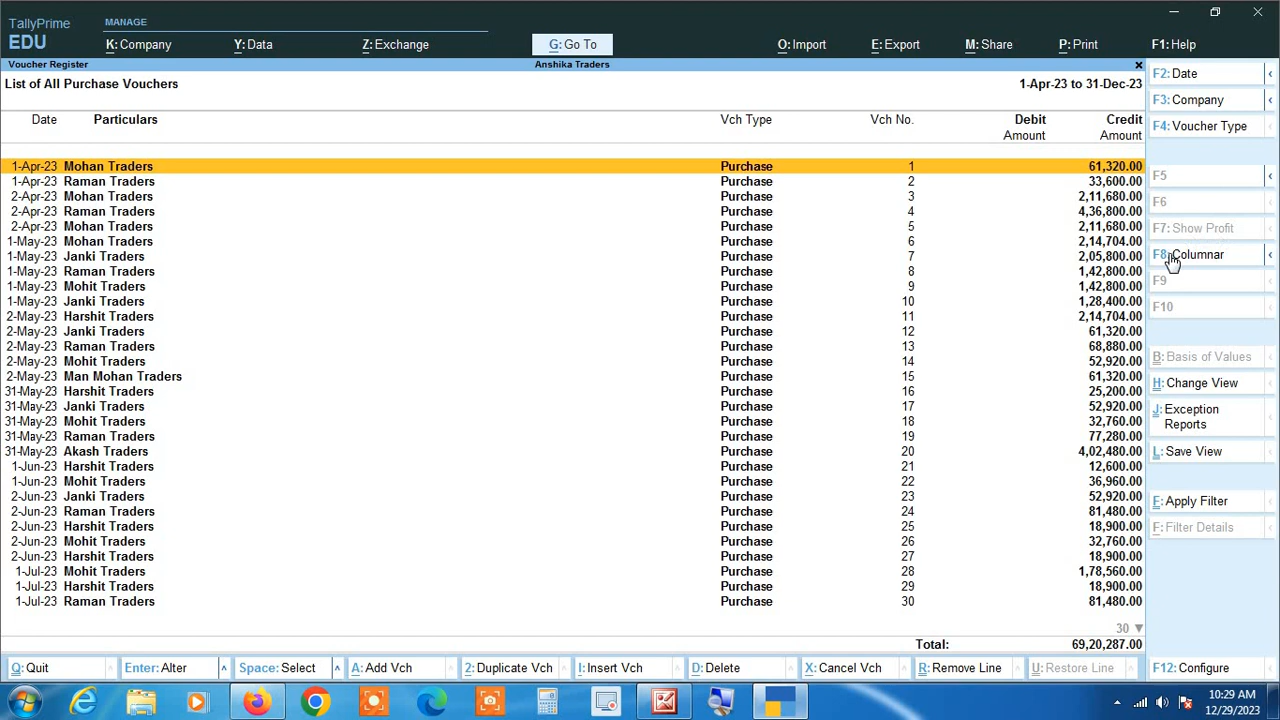 TallyPrime
EDU
MANAGE
K: Company
Y: Data
Z: Exchange
G: Go To
O: Import
E: Export
M: Share
P: Print
F1: Help
Voucher Register
Anshika Traders
List of All Purchase Vouchers
1-Apr-23 to 31-Dec-23
Date Particulars Vch Type Vch No. Debit Credit
Amount Amount
1-Apr-23 Mohan Traders Purchase 1 61,320.00
1-Apr-23 Raman Traders Purchase 2 33,600.00
2-Apr-23 Mohan Traders Purchase 3 2,11,680.00
2-Apr-23 Raman Traders Purchase 4 4,36,800.00
2-Apr-23 Mohan Traders Purchase 5 2,11,680.00
1-May-23 Mohan Traders Purchase 6 2,14,704.00
1-May-23 Janki Traders Purchase 7 2,05,800.00
1-May-23 Raman Traders Purchase 8 1,42,800.00
1-May-23 Mohit Traders Purchase 9 1,42,800.00
1-May-23 Janki Traders Purchase 10 1,28,400.00
2-May-23 Harshit Traders Purchase 11 2,14,704.00
2-May-23 Janki Traders Purchase 12 61,320.00
2-May-23 Raman Traders Purchase 13 68,880.00
2-May-23 Mohit Traders Purchase 14 52,920.00
2-May-23 Man Mohan Traders Purchase 15 61,320.00
31-May-23 Harshit Traders Purchase 16 25,200.00
31-May-23 Janki Traders Purchase 17 52,920.00
31-May-23 Mohit Traders Purchase 18 32,760.00
31-May-23 Raman Traders Purchase 19 77,280.00
31-May-23 Akash Traders Purchase 20 4,02,480.00
1-Jun-23 Harshit Traders Purchase 21 12,600.00
1-Jun-23 Mohit Traders Purchase 22 36,960.00
2-Jun-23 Janki Traders Purchase 23 52,920.00
2-Jun-23 Raman Traders Purchase 24 81,480.00
2-Jun-23 Harshit Traders Purchase 25 18,900.00
2-Jun-23 Mohit Traders Purchase 26 32,760.00
2-Jun-23 Harshit Traders Purchase 27 18,900.00
1-Jul-23 Mohit Traders Purchase 28 1,78,560.00
1-Jul-23 Harshit Traders Purchase 29 18,900.00
1-Jul-23 Raman Traders Purchase 30 81,480.00
30 ▼
Total: 69,20,287.00
F2: Date
F3: Company
F4: Voucher Type
F5
F6
F7: Show Profit
F8: Columnar
F9
F10
B: Basis of Values
H: Change View
J: Exception
Reports
L: Save View
E: Apply Filter
F: Filter Details
Q: Quit
Enter: Alter
Space: Select
A: Add Vch
2: Duplicate Vch
I: Insert Vch
D: Delete
X: Cancel Vch
R: Remove Line
U: Restore Line
F12: Configure
10:29 AM
12/29/2023